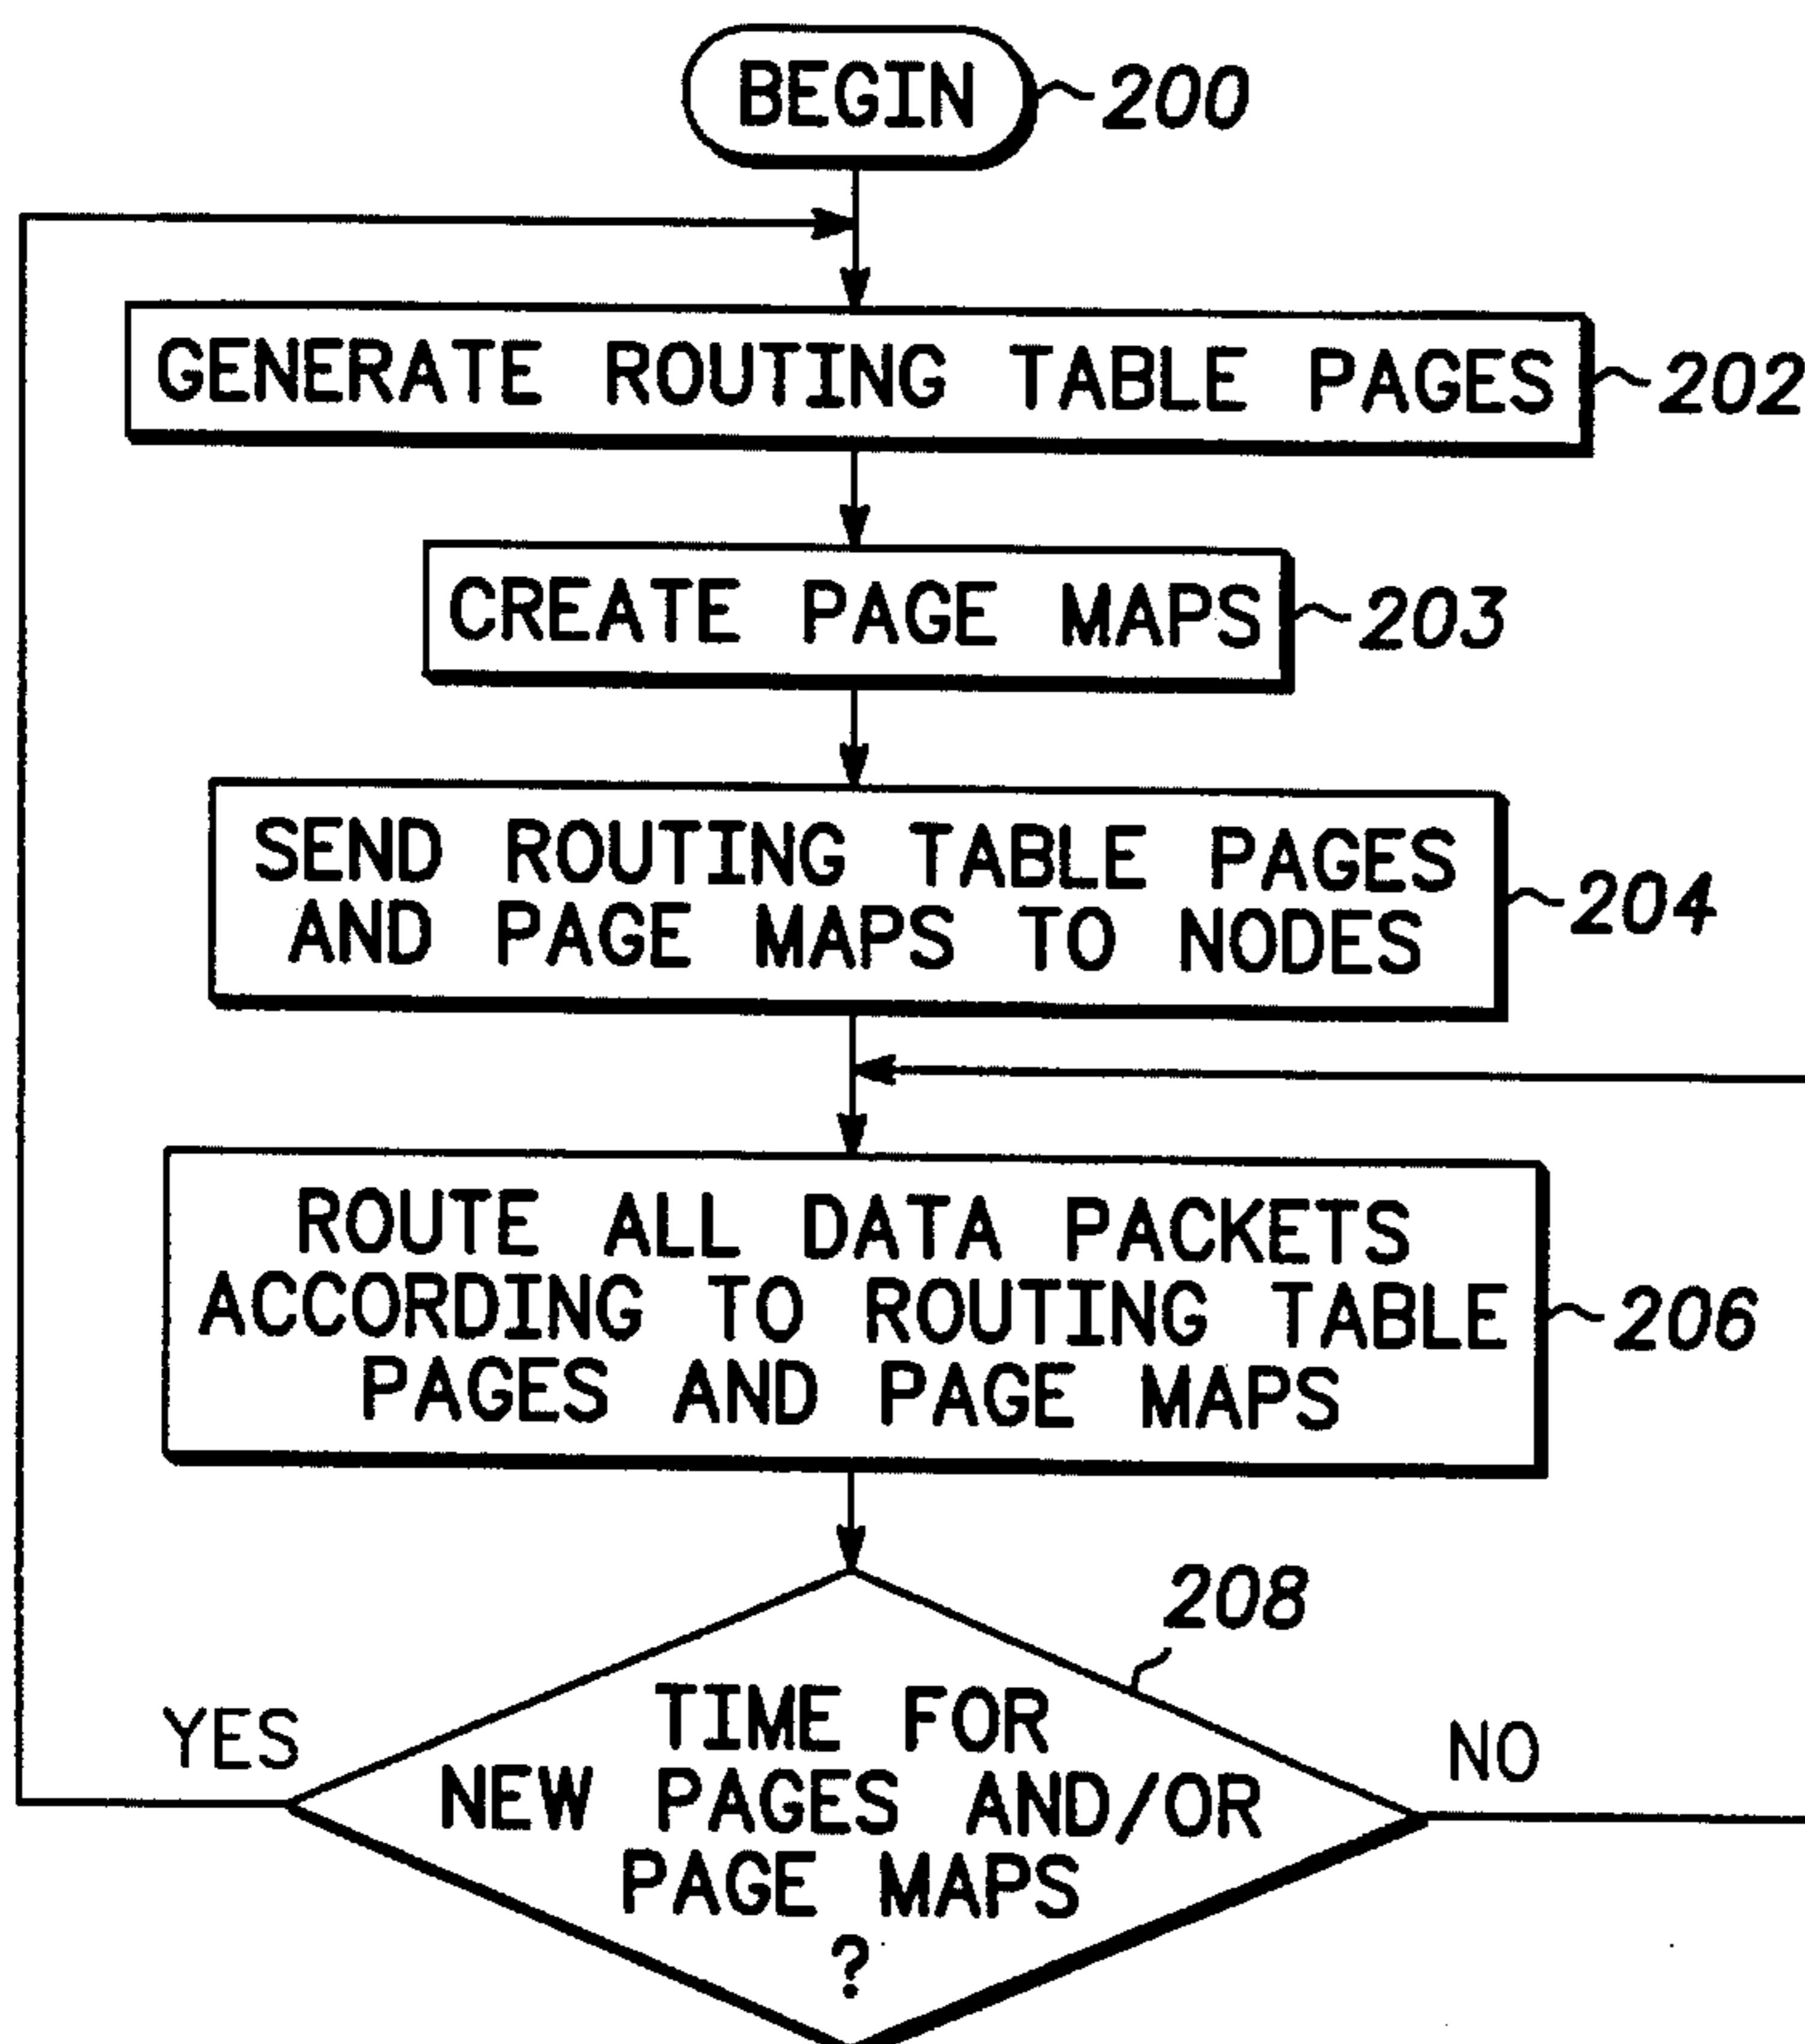 BEGIN 200
GENERATE ROUTING TABLE PAGES 202
CREATE PAGE MAPS 203
SEND ROUTING TABLE PAGES
AND PAGE MAPS TO NODES
204
ROUTE ALL DATA PACKETS
ACCORDING TO ROUTING TABLE
PAGES AND PAGE MAPS
206
208
TIME FOR
NEW PAGES AND/OR
PAGE MAPS
?
YES
NO